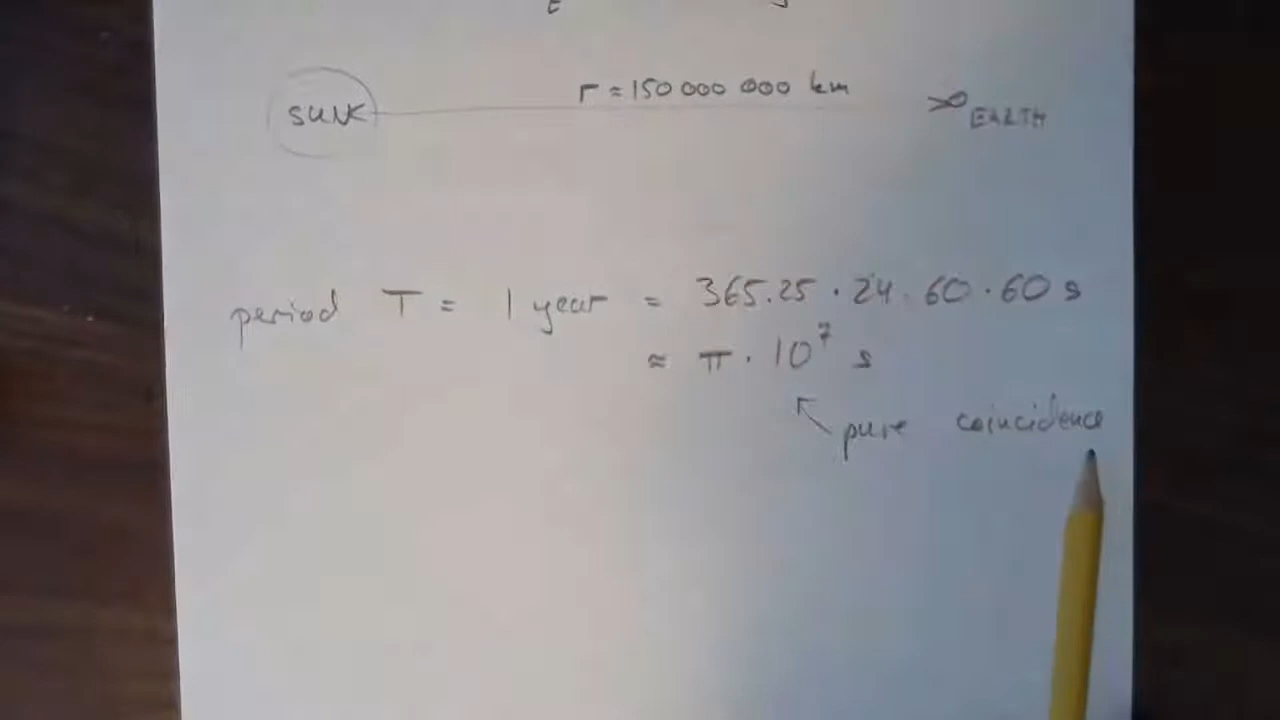 SUN r = 150 000 000 km EARTH
period T = 1 year = 365.25 · 24 · 60 · 60 s
≈ π · 10⁷ s
pure coincidence